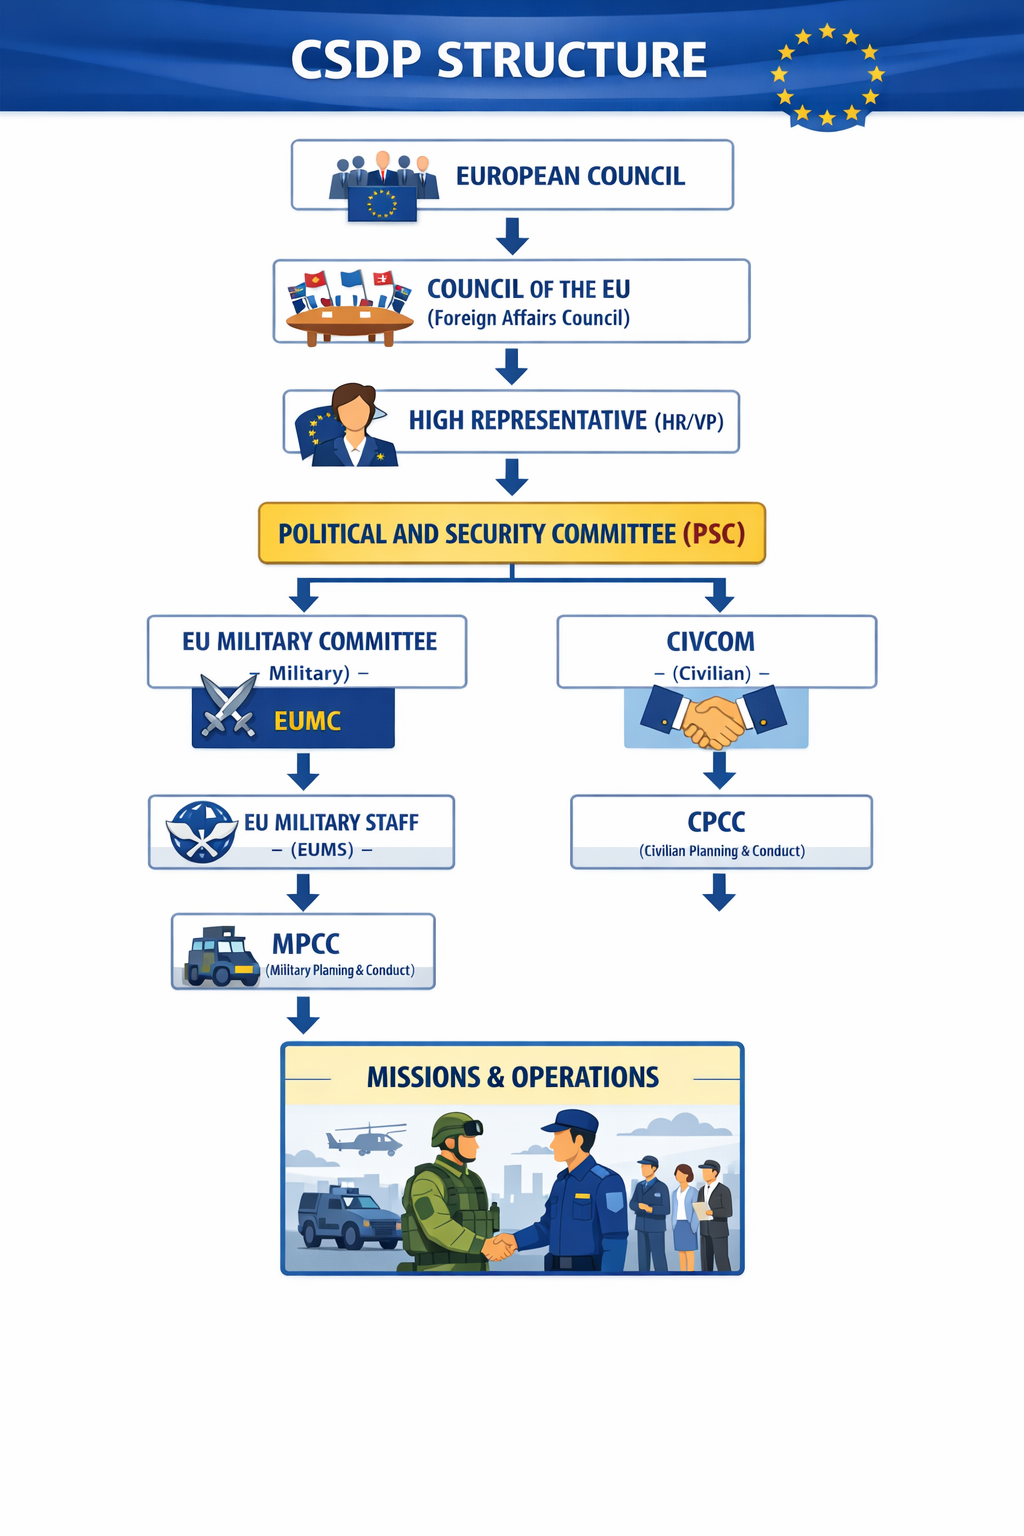 CSDP STRUCTURE
EUROPEAN COUNCIL
COUNCIL OF THE EU
(Foreign Affairs Council)
HIGH REPRESENTATIVE (HR/VP)
POLITICAL AND SECURITY COMMITTEE (PSC)
EU MILITARY COMMITTEE
– Military) –
EUMC
CIVCOM
– (Civilian) –
EU MILITARY STAFF
– (EUMS) –
CPCC
(Civilian Planning & Conduct)
MPCC
(Military Plaming & Conduct)
MISSIONS & OPERATIONS